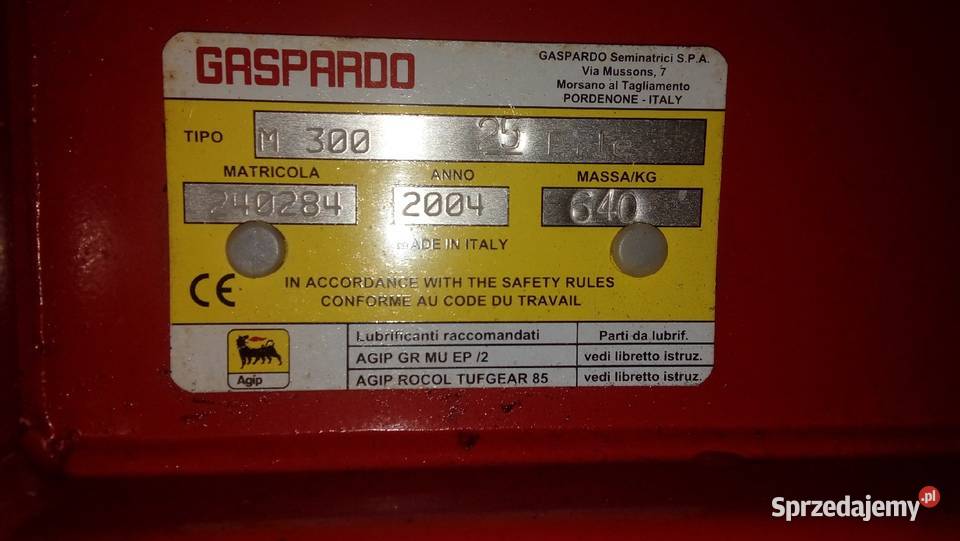 GASPARDO
GASPARDO Seminatrici S.P.A.
Via Mussons, 7
Morsano al Tagliamento
PORDENONE - ITALY
TIPO M 300 25
MATRICOLA ANNO MASSA/KG
240284 2004 640
MADE IN ITALY
CE IN ACCORDANCE WITH THE SAFETY RULES
CONFORME AU CODE DU TRAVAIL
Lubrificanti raccomandati Parti da lubrif.
AGIP GR MU EP /2 vedi libretto istruz.
Agip AGIP ROCOL TUFGEAR 85 vedi libretto istruz.
Sprzedajemy.pl